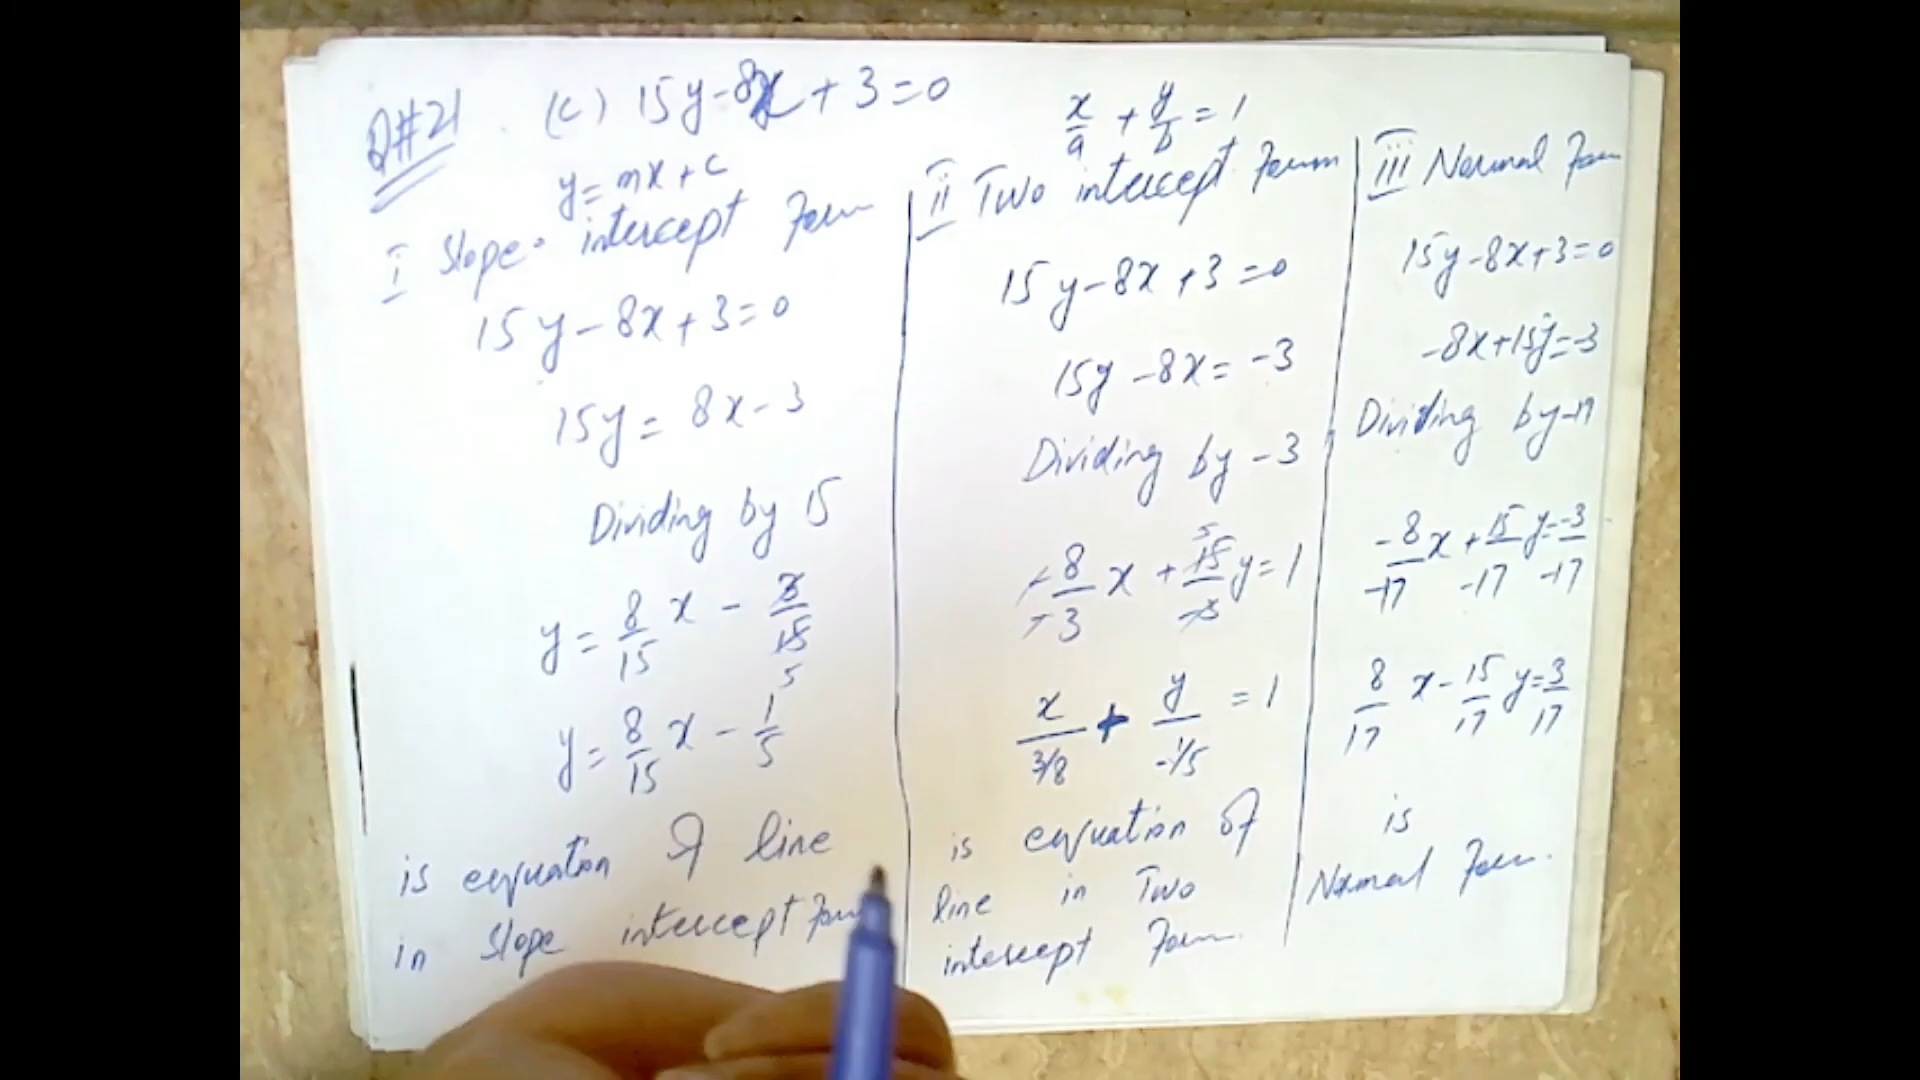 Q#21 (c) 15y-8x+3=0
y=mx+c
I Slope-intercept Form
15y-8x+3=0
15y=8x-3
Dividing by 15
y=8/15 x - 3/15
5
y=8/15 x - 1/5
is equation of line
in slope intercept Form
x/a + y/b = 1
ii Two intercept Form
15y-8x+3=0
15y-8x=-3
Dividing by -3
5
-8/-3 x + 15/-3 y=1
x/3/8 + y/-1/5 = 1
is equation of
line in Two
intercept Form.
iii Normal Form
15y-8x+3=0
-8x+15y=-3
Dividing by -17
-8/-17 x + 15/-17 y=-3/-17
8/17 x - 15/17 y=3/17
is
Normal Form.